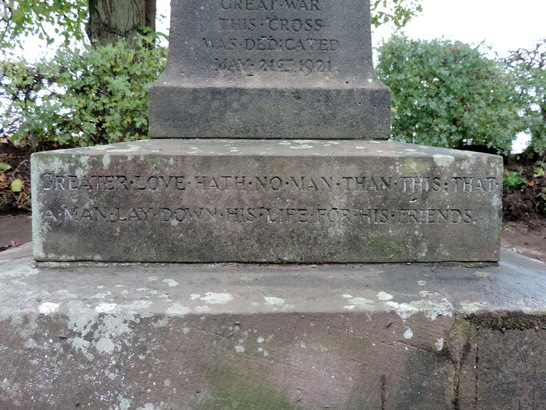 GREAT·WAR
THIS·CROSS
WAS·DEDICATED
MAY·21ST·1921
GREATER·LOVE·HATH·NO·MAN·THAN·THIS·THAT
A·MAN·LAY·DOWN·HIS·LIFE·FOR·HIS·FRIENDS.